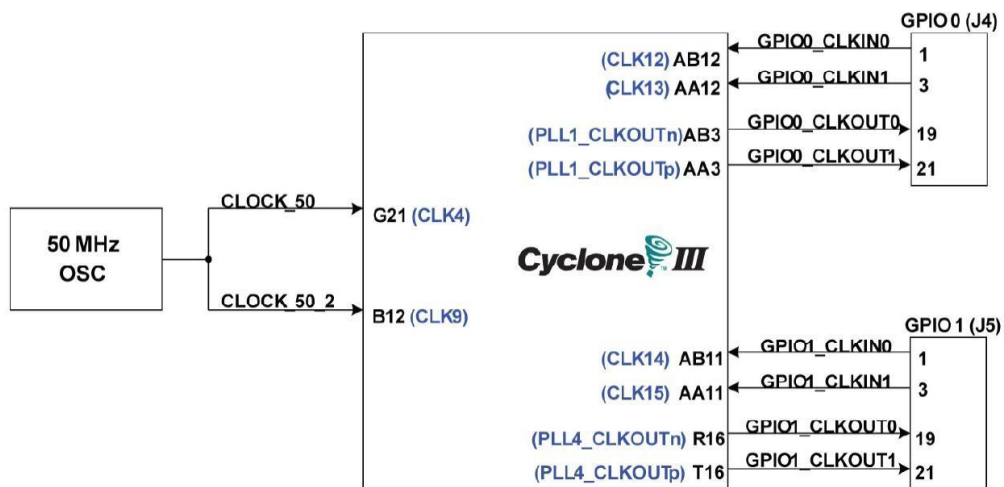 GPIO 0 (J4)
(CLK12) AB12 GPIO0_CLKIN0 1
(CLK13) AA12 GPIO0_CLKIN1 3
(PLL1_CLKOUTn) AB3 GPIO0_CLKOUT0 19
(PLL1_CLKOUTp) AA3 GPIO0_CLKOUT1 21
50 MHz
OSC
CLOCK_50 G21 (CLK4)
CLOCK_50_2 B12 (CLK9)
Cyclone III
TM
GPIO 1 (J5)
(CLK14) AB11 GPIO1_CLKIN0 1
(CLK15) AA11 GPIO1_CLKIN1 3
(PLL4_CLKOUTn) R16 GPIO1_CLKOUT0 19
(PLL4_CLKOUTp) T16 GPIO1_CLKOUT1 21